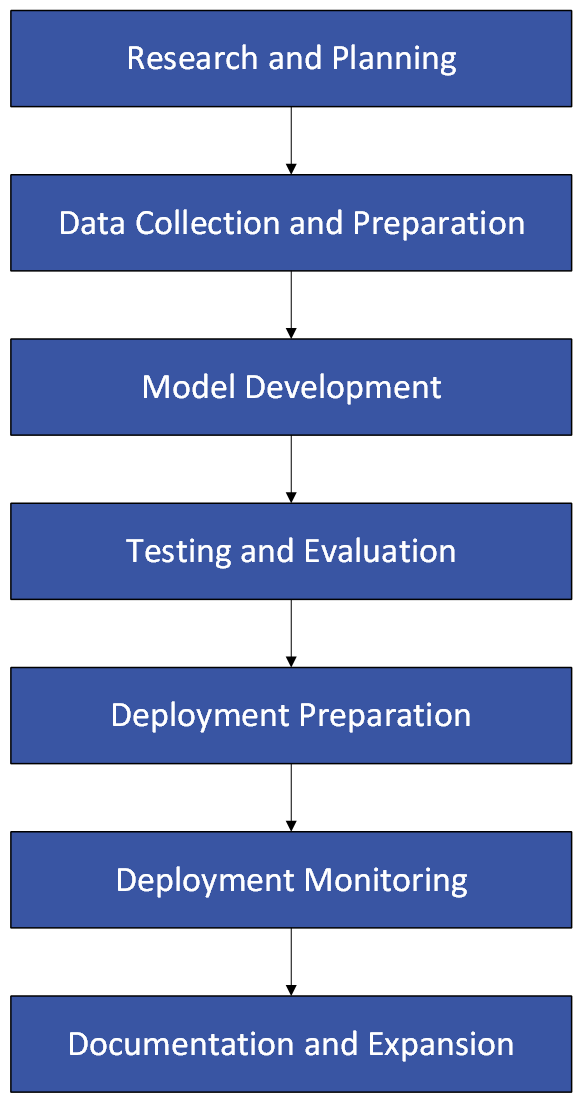 Research and Planning
Data Collection and Preparation
Model Development
Testing and Evaluation
Deployment Preparation
Deployment Monitoring
Documentation and Expansion